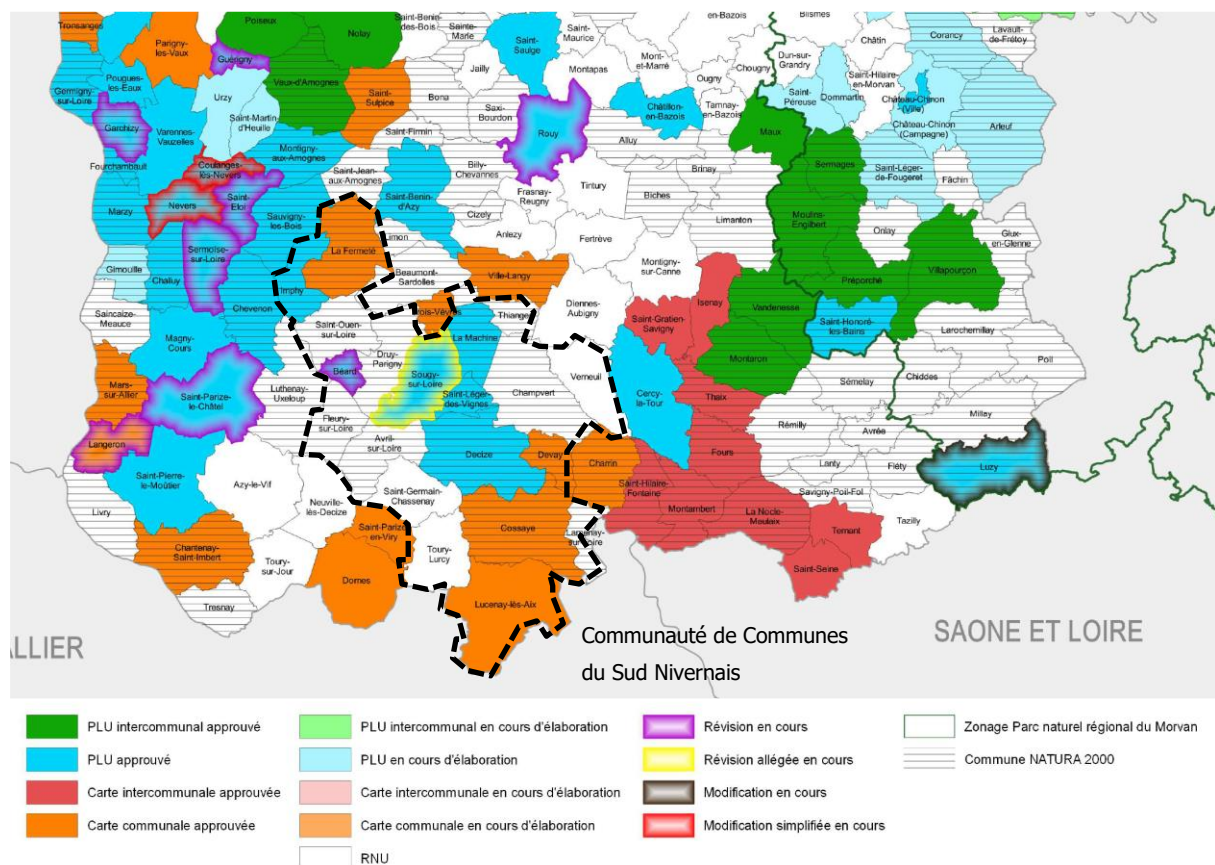 Tronsanges
Parigny-
les-Vaux
Poiseux
Nolay
Saint-Benin
des-Bois
Sainte-
Marie
Saint-
Saulge
Saint-
Maurice
en-Bazois
Blismes
Châtin
Corancy
Lavault-
de-Frétoy
Guérigny
Jailly
Montapas
Mont-
et-Marré
Chougny
Dun-sur-
Grandry
Saint-Hilaire-
en-Morvan
Pougues-
les-Eaux
Vaux-d'Amognes
Ougny
Germigny-
sur-Loire
Urzy
Saint-
Sulpice
Bona
Saxi-
Bourdon
Châtillon-
en-Bazois
Tamnay-
en-Bazois
Saint-
Péreuse
Dommartin
Château-Chinon
(Ville)
Garchizy
Varennes-
Vauzelles
Saint-Martin
d'Heuille
Saint-Firmin
Rouy
Maux
Château-Chinon
(Campagne)
Arleuf
Fourchambault
Montigny-
aux-Amognes
Alluy
Sermages
Coulanges-
lès-Nevers
Saint-Jean-
aux-Amognes
Billy-
Chevannes
Brinay
Saint-Léger-
de-Fougeret
Fâchin
Marzy
Nevers
Saint-
Eloi
Sauvigny-
les-Bois
Saint-Benin-
d'Azy
Frasnay-
Reugny
Tintury
Biches
Limanton
Moulins-
Engilbert
Cizely
Anlezy
Onlay
Glux-
en-Glenne
Sermoise-
sur-Loire
La Fermeté
Limon
Fertrève
Montigny-
sur-Canne
Gimouille
Challuy
Beaumont-
Sardolles
Ville-Langy
Préporché
Villapourçon
Imphy
Isenay
Saincaize-
Meauce
Chevenon
Diennes-
Aubigny
Vandenesse
Trois-Vèvres
Thianges
Saint-Gratien-
Savigny
Saint-Honoré-
les-Bains
Larochemillay
Magny-
Cours
Saint-Ouen-
sur-Loire
La Machine
Druy-
Parigny
Montaron
Poil
Mars-
sur-Allier
Béard
Sougy-
sur-Loire
Verneuil
Sémelay
Chiddes
Saint-Parize-
le-Châtel
Luthenay-
Uxeloup
Saint-Léger-
des-Vignes
Champvert
Cercy-
la-Tour
Thaix
Millay
Langeron
Fleury-
sur-Loire
Rémilly
Avrée
Avril-
sur-Loire
Decize
Devay
Charrin
Fours
Lanty
Fléty
Luzy
Saint-Pierre-
le-Moûtier
Azy-le-Vif
Saint-Hilaire-
Fontaine
Savigny-Poil-Fol
Livry
Neuville-
lès-Decize
Saint-Germain-
Chassenay
Montambert
La Nocle-
Maulaix
Tazilly
Chantenay-
Saint-Imbert
Saint-Parize-
en-Viry
Cossaye
Lamenay-
sur-Loire
Ternant
Toury-
sur-Jour
Toury-
Lurcy
Saint-Seine
Dornes
Tresnay
Lucenay-lès-Aix
ALLIER
Communauté de Communes
du Sud Nivernais
SAONE ET LOIRE
PLU intercommunal approuvé
PLU approuvé
Carte intercommunale approuvée
Carte communale approuvée
PLU intercommunal en cours d'élaboration
PLU en cours d'élaboration
Carte intercommunale en cours d'élaboration
Carte communale en cours d'élaboration
RNU
Révision en cours
Révision allégée en cours
Modification en cours
Modification simplifiée en cours
Zonage Parc naturel régional du Morvan
Commune NATURA 2000